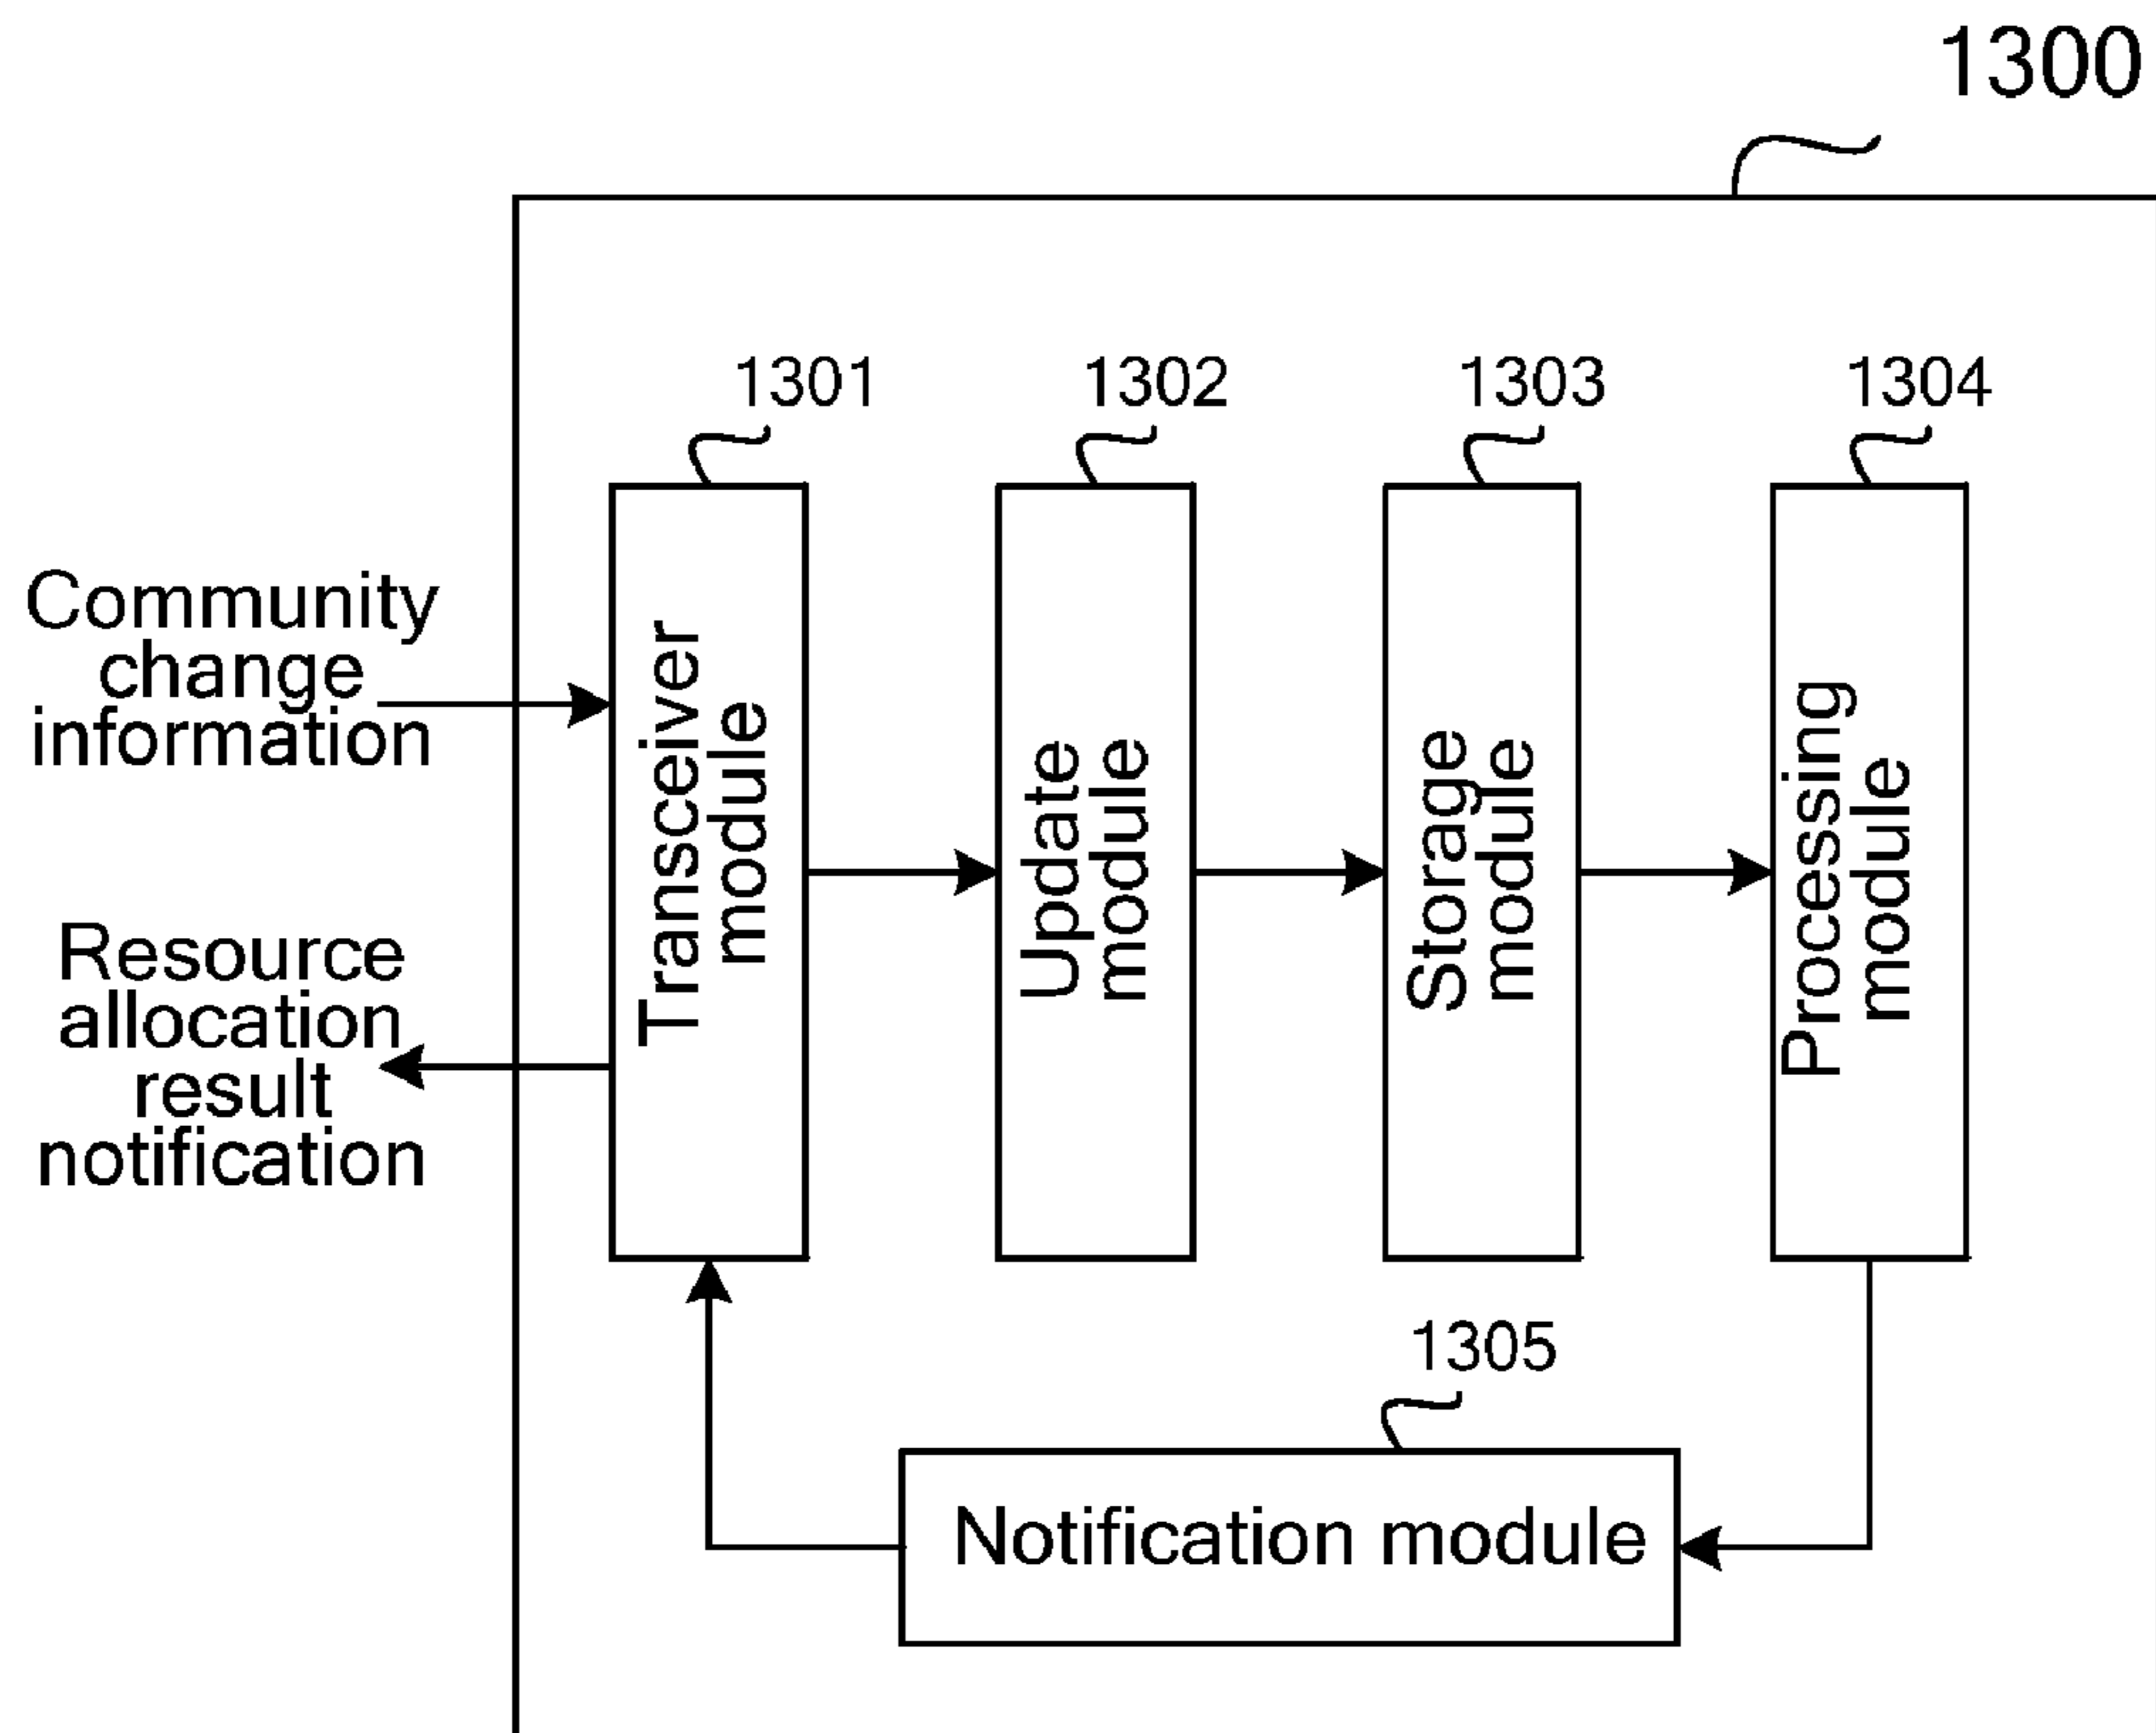 1300
1301
1302
1303
1304
Community
change
information
Resource
allocation
result
notification
Transceiver
module
Update
module
Storage
module
Processing
module
1305
Notification module